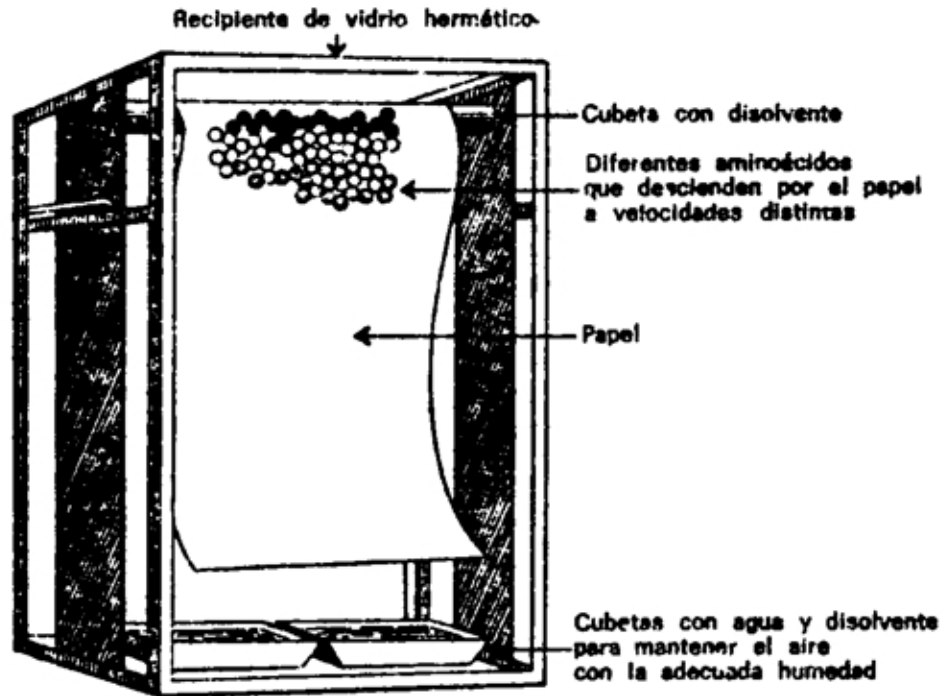 Recipiente de vidrio hermético
Cubeta con disolvente
Diferentes aminoácidos
que descienden por el papel
a velocidades distintas
Papel
Cubetas con agua y disolvente
para mantener el aire
con la adecuada humedad